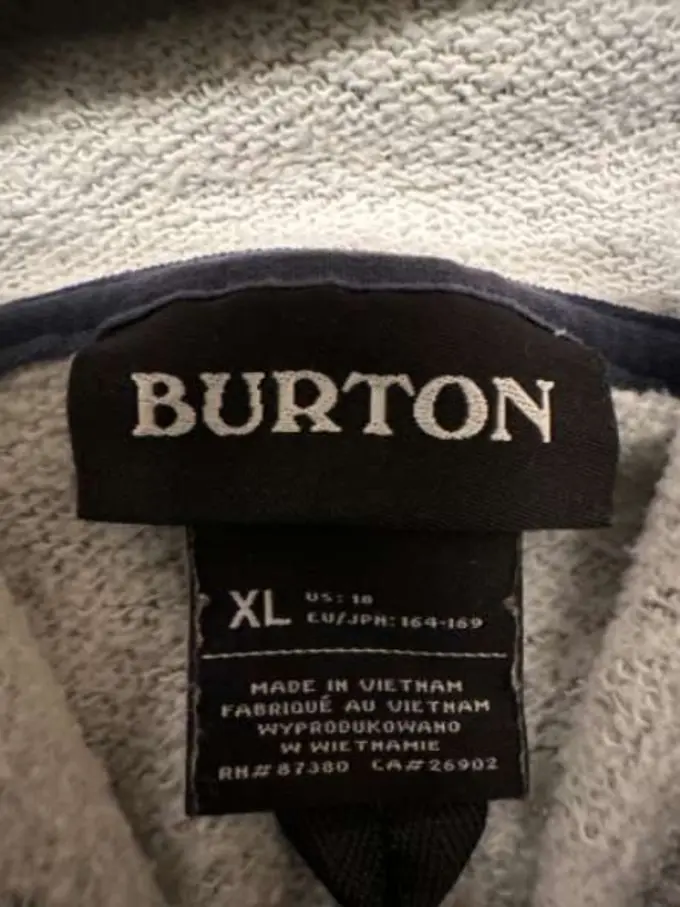 BURTON
XL
US: 18
EU/JPN: 164-169
MADE IN VIETNAM
FABRIQUÉ AU VIETNAM
WYPRODUKOWANO
W WIETNAMIE
RN# 87380 CA# 26902